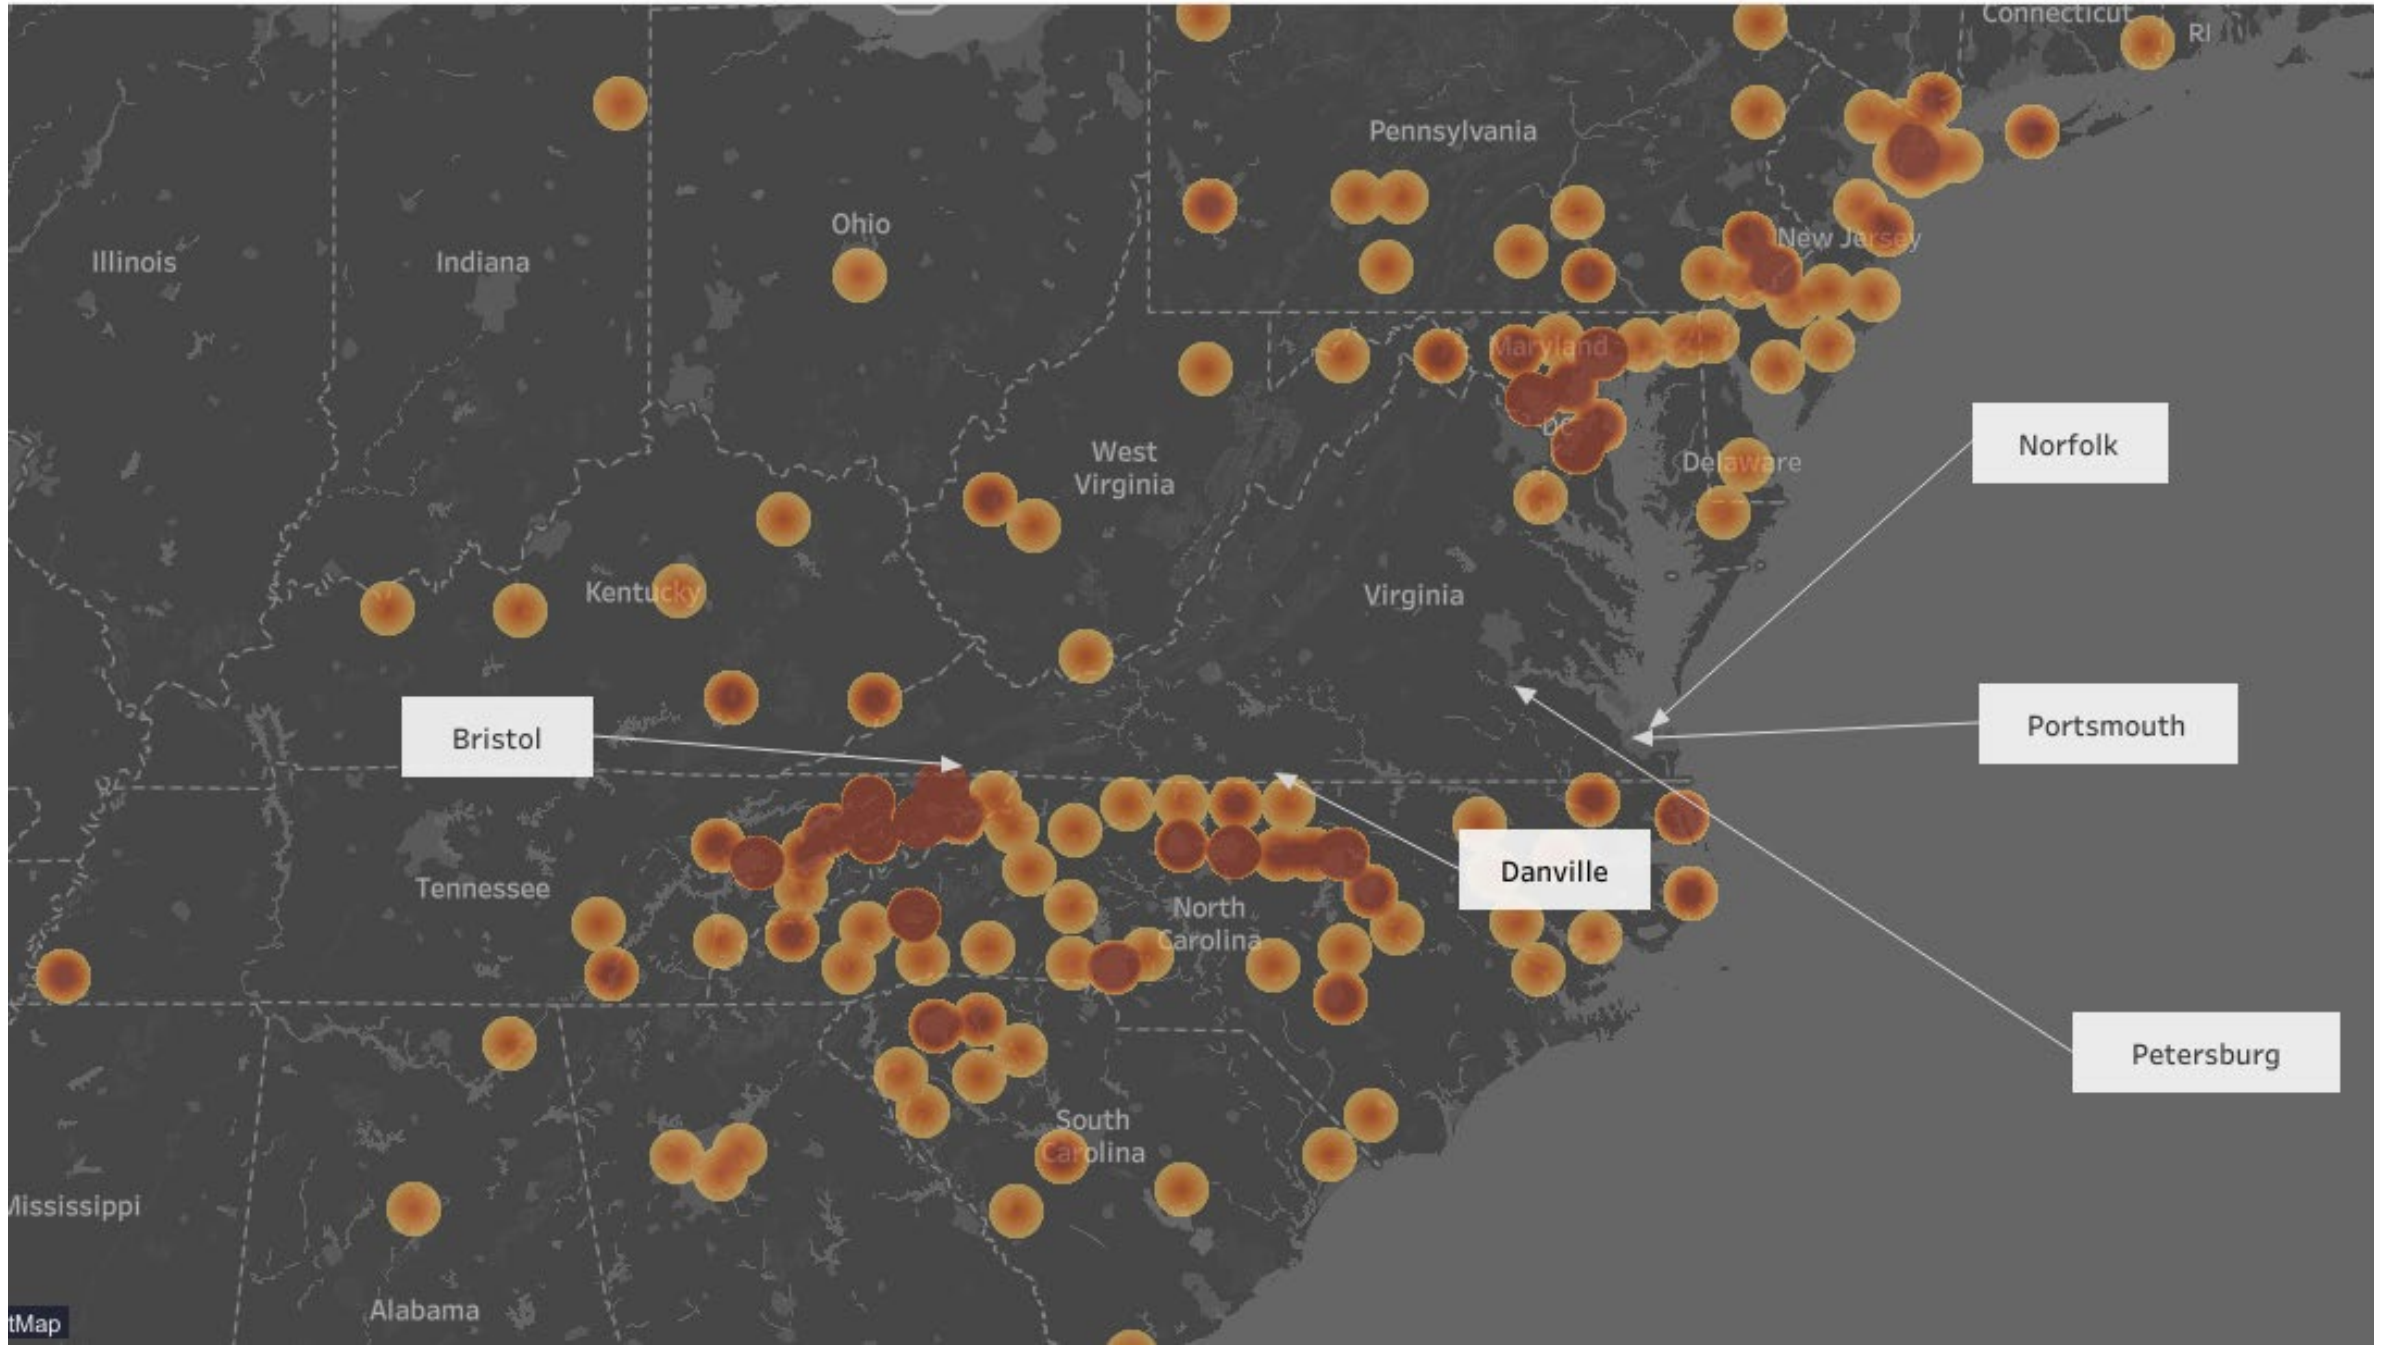 Connecticut
RI
Pennsylvania
Ohio
New Jersey
Illinois
Indiana
Maryland
DC
Norfolk
West
Virginia
Delaware
Kentucky
Virginia
Bristol
Portsmouth
Danville
Tennessee
North
Carolina
Petersburg
South
Carolina
Mississippi
Alabama
tMap